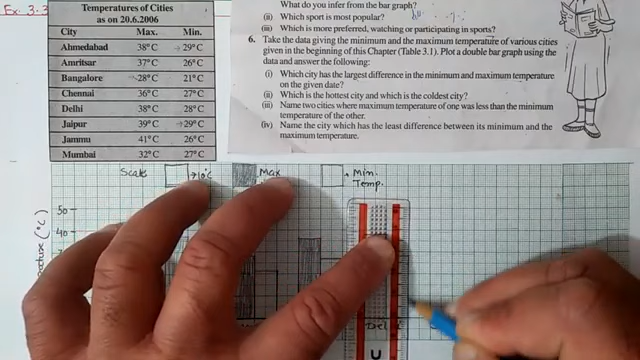 Ex 3.3
Temperatures of Cities
as on 20.6.2006
City Max. Min.
Ahmedabad 38°C 29°C
Amritsar 37°C 26°C
Bangalore 28°C 21°C
Chennai 36°C 27°C
Delhi 38°C 28°C
Jaipur 39°C 29°C
Jammu 41°C 26°C
Mumbai 32°C 27°C
What do you infer from the bar graph?
(ii) Which sport is most popular?
(iii) Which is more preferred, watching or participating in sports?
6. Take the data giving the minimum and the maximum temperature of various cities
given in the beginning of this Chapter (Table 3.1). Plot a double bar graph using the
data and answer the following:
(i) Which city has the largest difference in the minimum and maximum temperature
on the given date?
(ii) Which is the hottest city and which is the coldest city?
(iii) Name two cities where maximum temperature of one was less than the minimum
temperature of the other.
(iv) Name the city which has the least difference between its minimum and the
maximum temperature.
Scale → 10°C Max Min.
Temp.
50
40
(°C)
Del